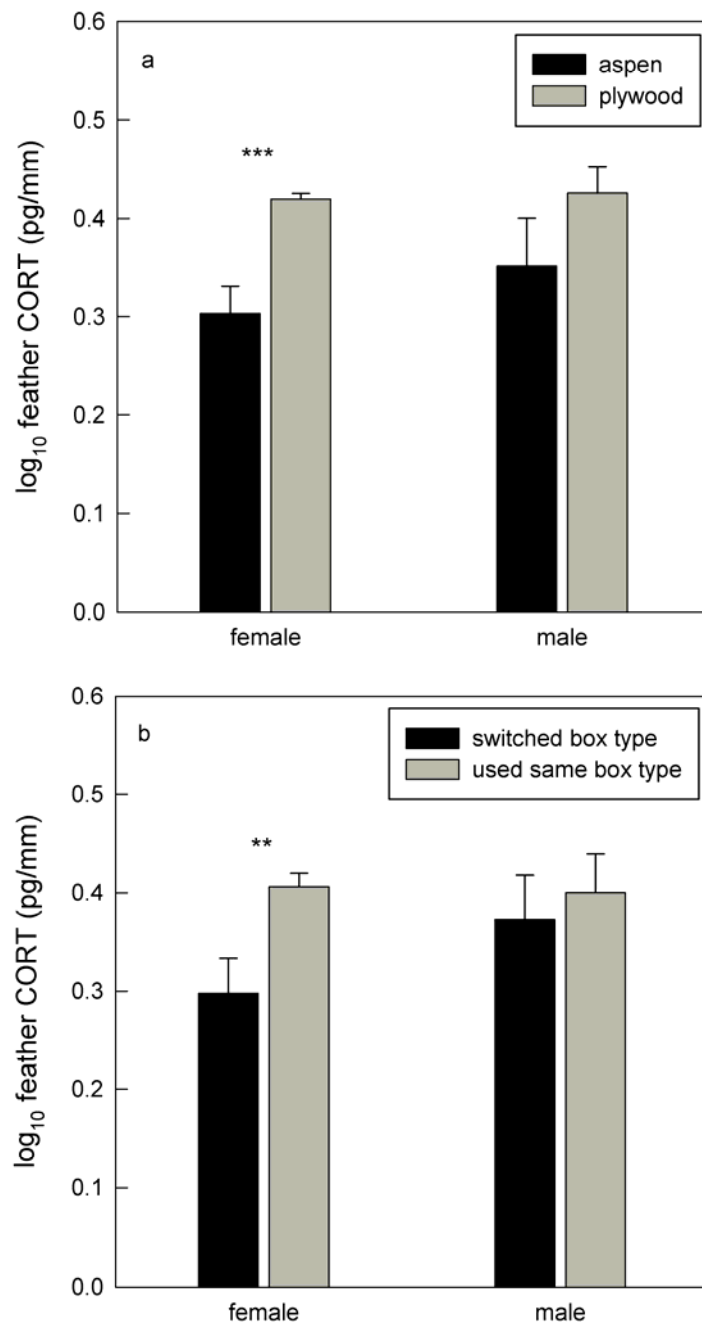 0.6
a
aspen
plywood
0.5
***
0.4
0.3
0.2
0.1
0.0
log₁₀ feather CORT (pg/mm)
female male
0.6
b
switched box type
used same box type
0.5
**
0.4
0.3
0.2
0.1
0.0
log₁₀ feather CORT (pg/mm)
female male